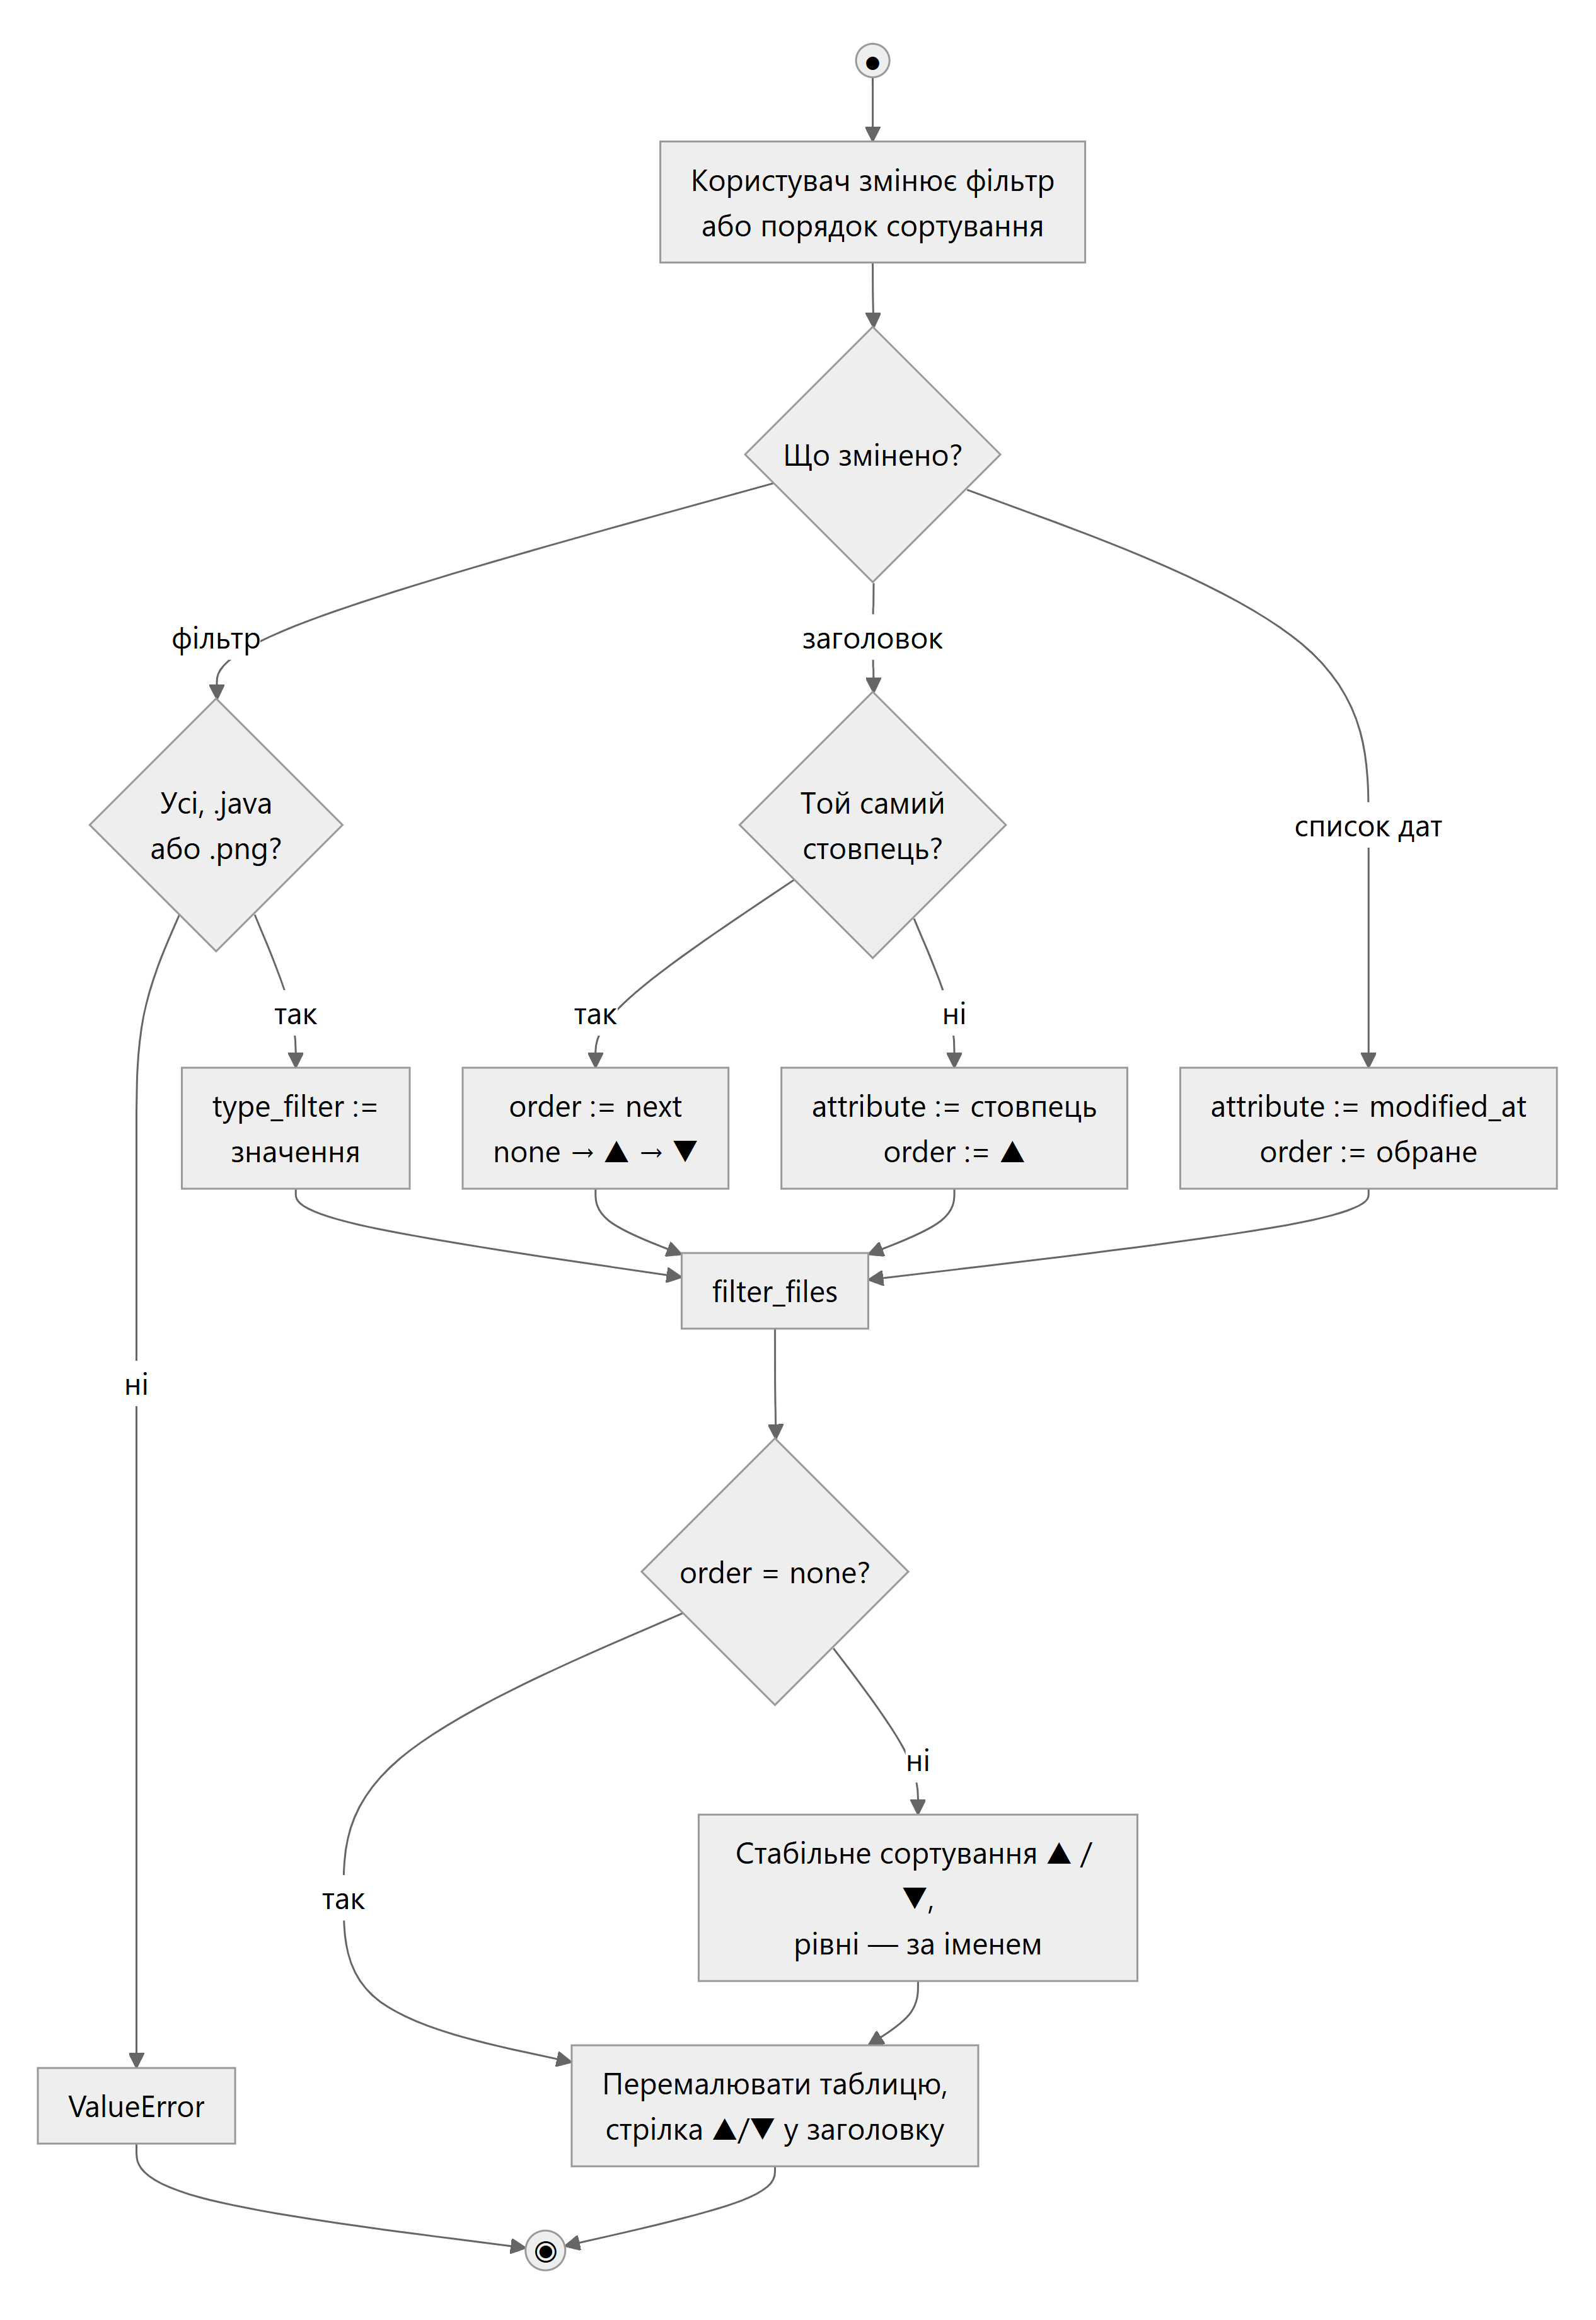 Користувач змінює фільтр
або порядок сортування
Що змінено?
фільтр
заголовок
список дат
Усі, .java
або .png?
Той самий
стовпець?
так
так
ні
type_filter :=
значення
order := next
none → ▲ → ▼
attribute := стовпець
order := ▲
attribute := modified_at
order := обране
filter_files
ні
order = none?
ні
так
Стабільне сортування ▲ /
▼,
рівні — за іменем
Перемалювати таблицю,
стрілка ▲/▼ у заголовку
ValueError